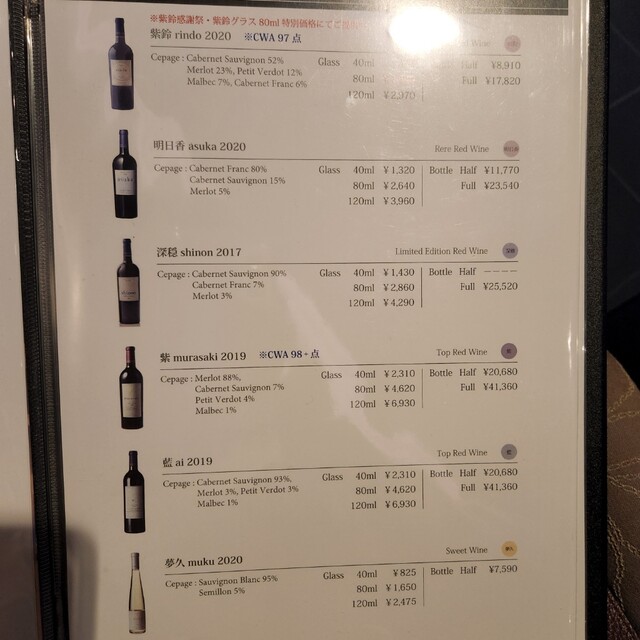 ※紫鈴感謝祭・紫鈴グラス 80ml 特別価格にて
紫鈴 rindo 2020 ※CWA 97 点 Wine
Cepage : Cabernet Sauvignon 52% Glass 40ml ¥8,910
Merlot 23%, Petit Verdot 12% 80ml Full ¥17,820
Malbec 7%, Cabernet Franc 6% 120ml ¥2,970
明日香 asuka 2020 Rere Red Wine
Cepage : Cabernet Franc 80% Glass 40ml ¥1,320 Bottle Half ¥11,770
Cabernet Sauvignon 15% 80ml ¥2,640 Full ¥23,540
Merlot 5% 120ml ¥3,960
深穏 shinon 2017 Limited Edition Red Wine
Cepage : Cabernet Sauvignon 90% Glass 40ml ¥1,430 Bottle Half ----
Cabernet Franc 7% 80ml ¥2,860 Full ¥25,520
Merlot 3% 120ml ¥4,290
紫 murasaki 2019 ※CWA 98+点 Top Red Wine 紫
Cepage : Merlot 88%, Glass 40ml ¥2,310 Bottle Half ¥20,680
Cabernet Sauvignon 7% 80ml ¥4,620 Full ¥41,360
Petit Verdot 4% 120ml ¥6,930
Malbec 1%
藍 ai 2019 Top Red Wine 藍
Cepage : Cabernet Sauvignon 93%, Glass 40ml ¥2,310 Bottle Half ¥20,680
Merlot 3%, Petit Verdot 3% 80ml ¥4,620 Full ¥41,360
Malbec 1% 120ml ¥6,930
夢久 muku 2020 Sweet Wine 夢久
Cepage : Sauvignon Blanc 95% Glass 40ml ¥825 Bottle Half ¥7,590
Semillon 5% 80ml ¥1,650
120ml ¥2,475